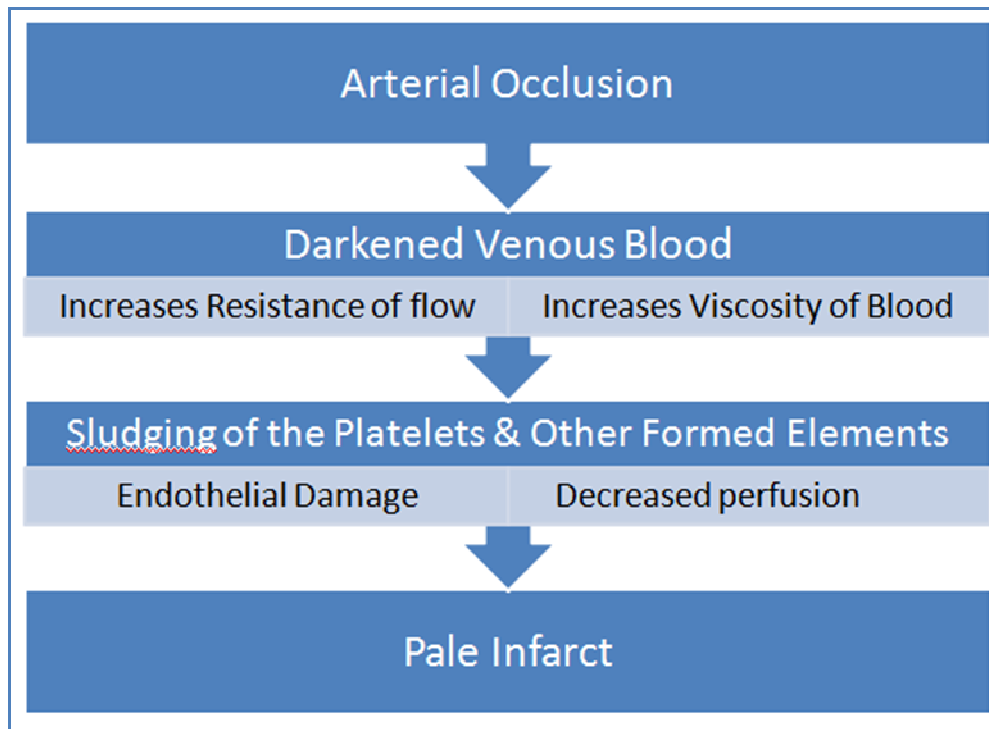 Arterial Occlusion
Darkened Venous Blood
Increases Resistance of flow
Increases Viscosity of Blood
Sludging of the Platelets & Other Formed Elements
Endothelial Damage
Decreased perfusion
Pale Infarct